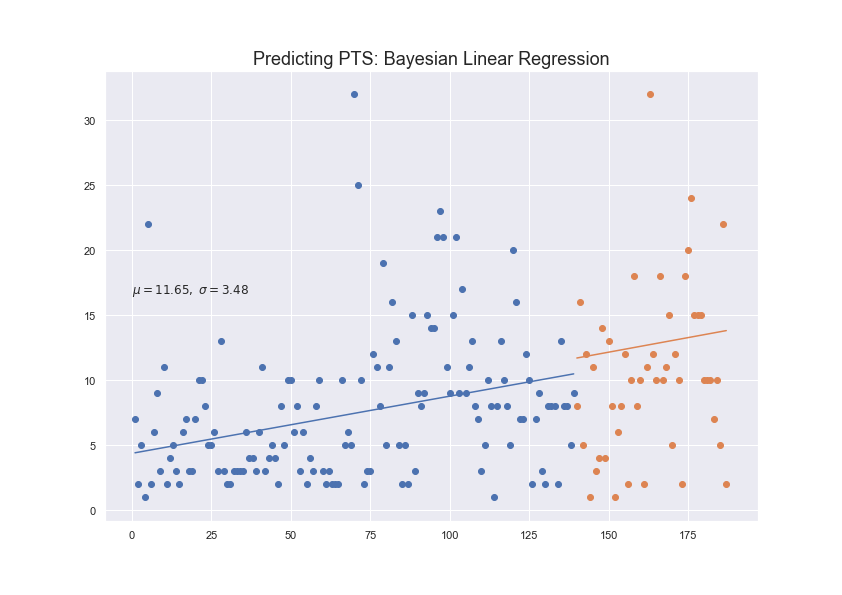 Predicting PTS: Bayesian Linear Regression
30
25
20
μ = 11.65, σ = 3.48
15
10
5
0
0 25 50 75 100 125 150 175